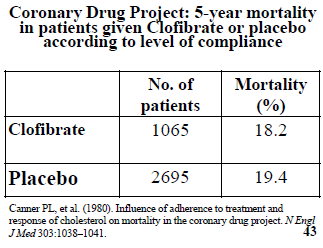 Coronary Drug Project: 5-year mortality
in patients given Clofibrate or placebo
according to level of compliance
No. of
patients
Mortality
(%)
Clofibrate 1065 18.2
Placebo 2695 19.4
Canner PL, et al. (1980). Influence of adherence to treatment and
response of cholesterol on mortality in the coronary drug project. N Engl
J Med 303:1038–1041.
43